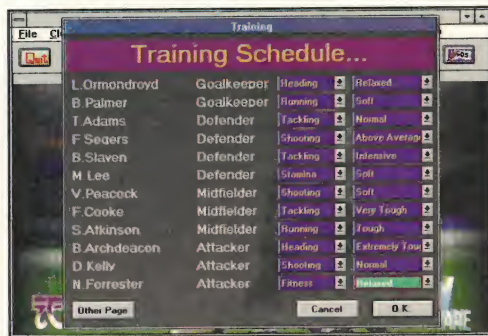 Training
File
Quit
Training Schedule...
L.Ormondroyd Goalkeeper Heading Relaxed
B Palmer Goalkeeper Running Soft
T.Adams Defender Tackling Normal
F Segers Defender Shooting Above Average
B.Slaven Defender Tackling Intensive
M Lee Defender Stamina Soft
V.Peacock Midfielder Shooting Soft
F.Cooke Midfielder Tackling Very Tough
S.Atkinson Midfielder Running Tough
B.Archdeacon Attacker Heading Extremely Toug
D.Kelly Attacker Shooting Normal
N.Forrester Attacker Fitness Relaxed
Other Page Cancel OK